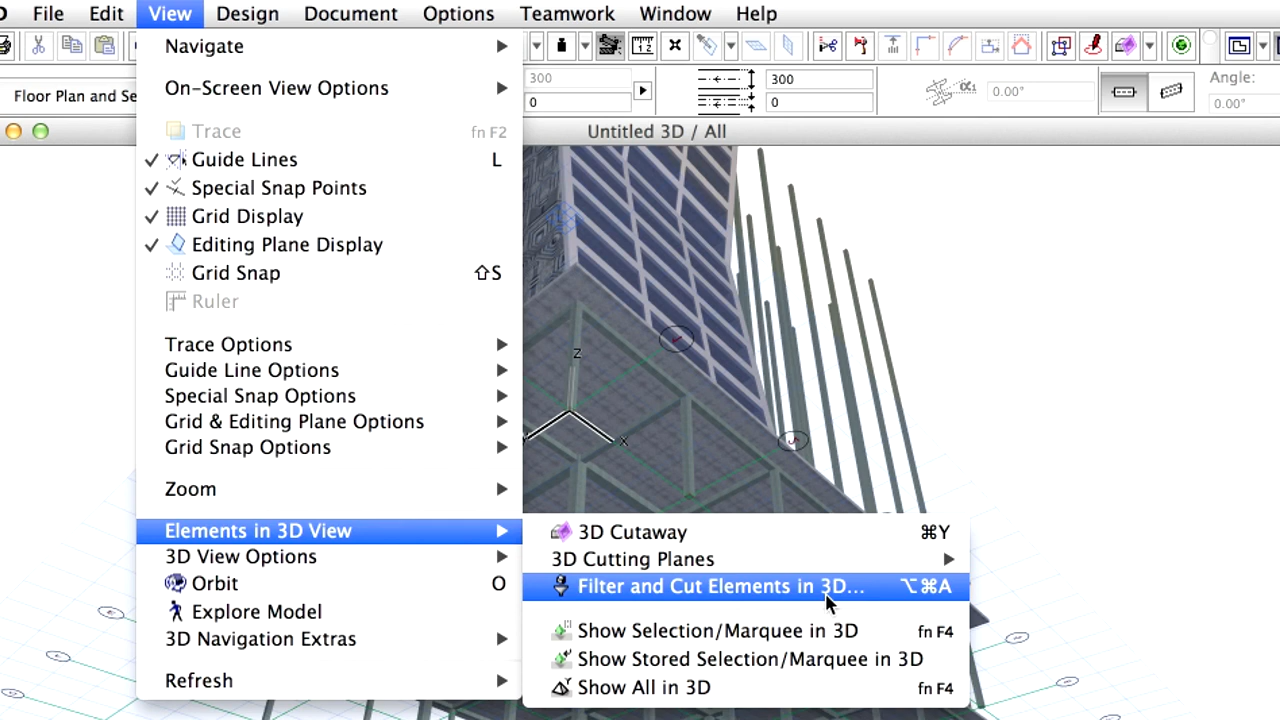 File Edit View Design Document Options Teamwork Window Help
Floor Plan and Se
300
0
300
0
α1
0.00°
Angle:
0.00°
Untitled 3D / All
Navigate
On-Screen View Options
Trace fn F2
Guide Lines L
Special Snap Points
Grid Display
Editing Plane Display
Grid Snap ⇧S
Ruler
Trace Options
Guide Line Options
Special Snap Options
Grid & Editing Plane Options
Grid Snap Options
Zoom
Elements in 3D View
3D View Options
Orbit O
Explore Model
3D Navigation Extras
Refresh
3D Cutaway ⌘Y
3D Cutting Planes
Filter and Cut Elements in 3D... ⌥⌘A
Show Selection/Marquee in 3D fn F4
Show Stored Selection/Marquee in 3D
Show All in 3D fn F4
Z
X